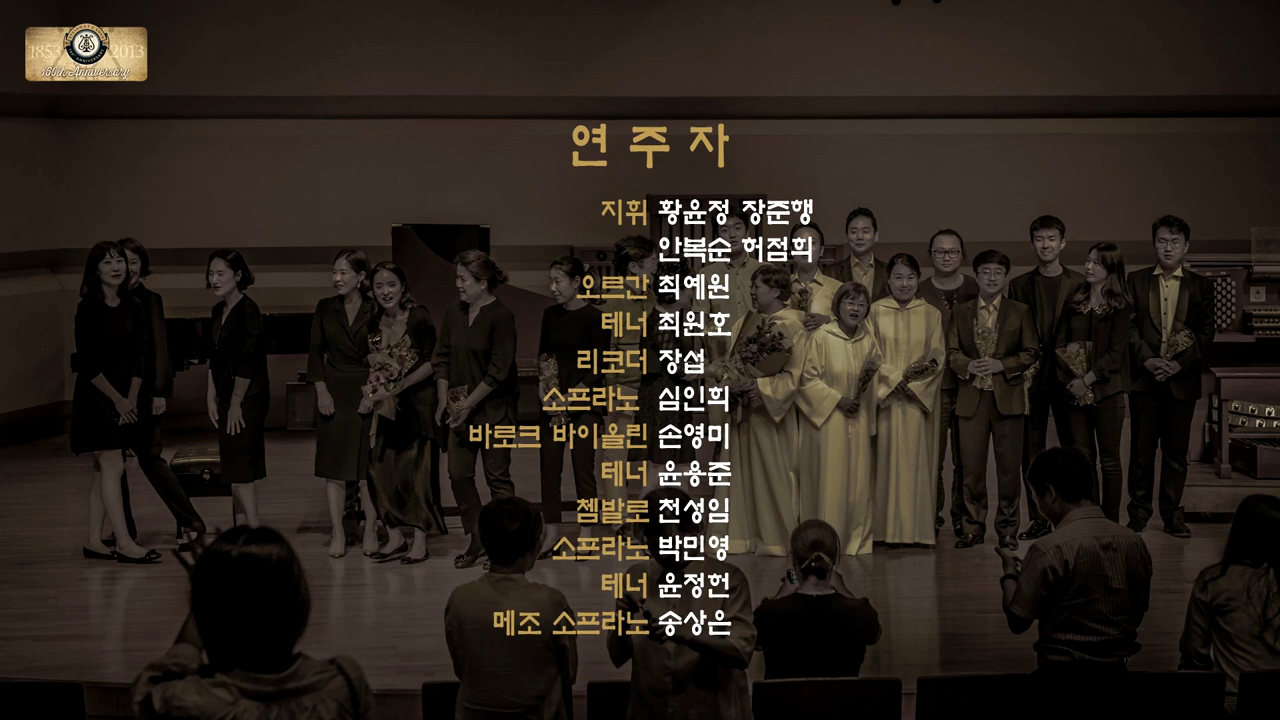 1853 2013
160th Anniversary
연 주 자
지휘 황윤정 장준행
안복순 허점희
오르간 최예원
테너 최원호
리코더 장섭
소프라노 심인희
바로크 바이올린 손영미
테너 윤용준
쳄발로 천성임
소프라노 박민영
테너 윤정헌
메조 소프라노 송상은